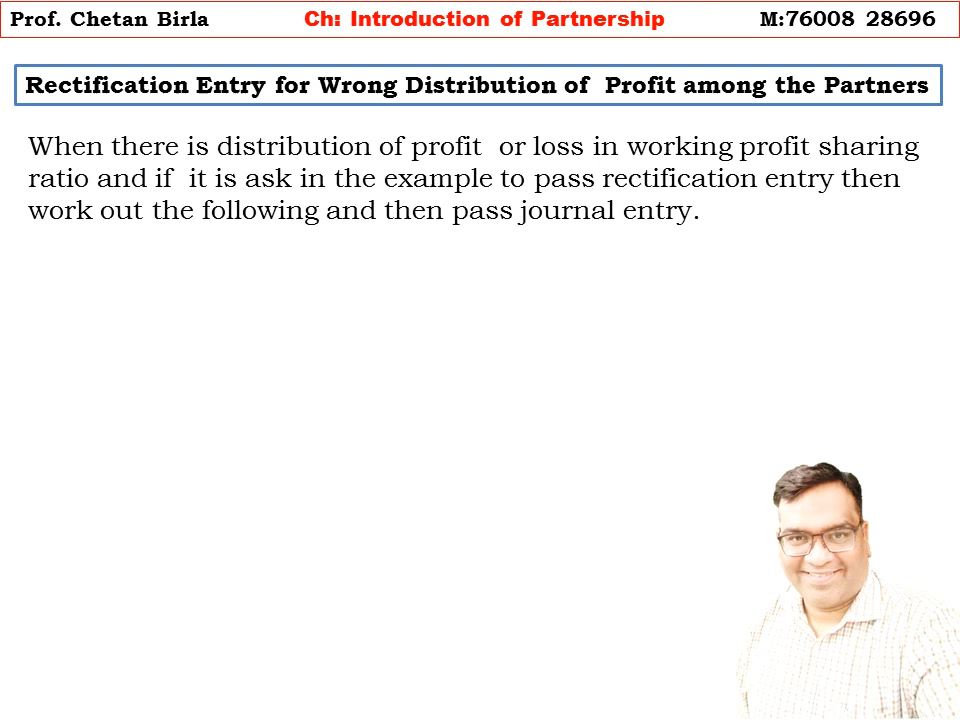 Prof. Chetan Birla Ch: Introduction of Partnership M:76008 28696
Rectification Entry for Wrong Distribution of Profit among the Partners
When there is distribution of profit or loss in working profit sharing
ratio and if it is ask in the example to pass rectification entry then
work out the following and then pass journal entry.